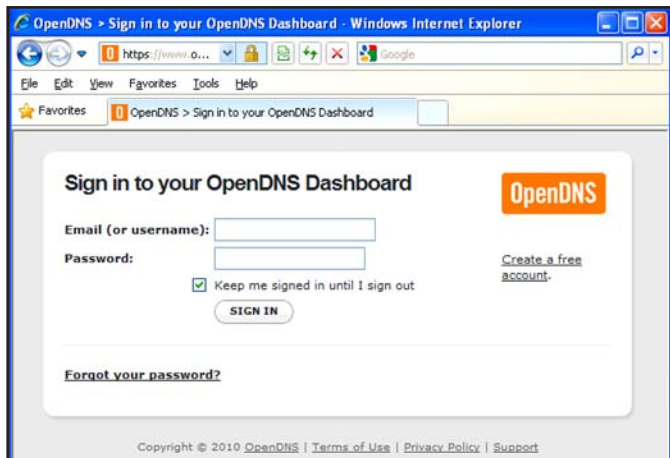 OpenDNS > Sign in to your OpenDNS Dashboard - Windows Internet Explorer
https://www.o... Google
File Edit View Favorites Tools Help
Favorites OpenDNS > Sign in to your OpenDNS Dashboard
Sign in to your OpenDNS Dashboard
OpenDNS
Email (or username):
Password:
Create a free
account.
Keep me signed in until I sign out
SIGN IN
Forgot your password?
Copyright © 2010 OpenDNS | Terms of Use | Privacy Policy | Support